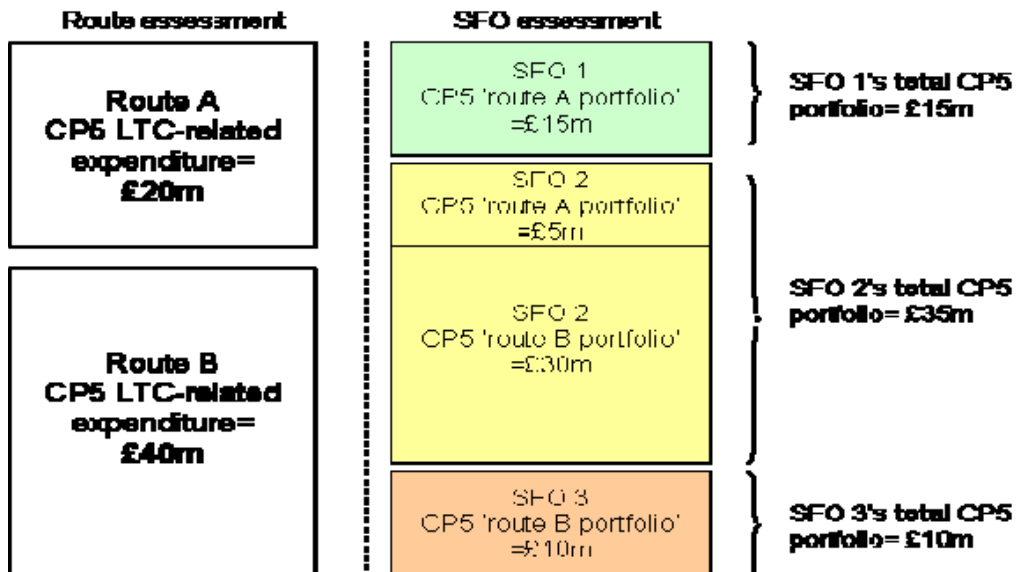 Route assessment
SFO assessment
Route A
CP5 LTC-related
expenditure=
£20m
Route B
CP5 LTC-related
expenditure=
£40m
SFO 1
CP5 'route A portfolio'
=£15m
SFO 2
CP5 'route A portfolio'
=£5m
SFO 2
CP5 'route B portfolio'
=£30m
SFO 3
CP5 'route B portfolio'
=£10m
SFO 1's total CP5
portfolio= £15m
SFO 2's total CP5
portfolio= £35m
SFO 3's total CP5
portfolio= £10m